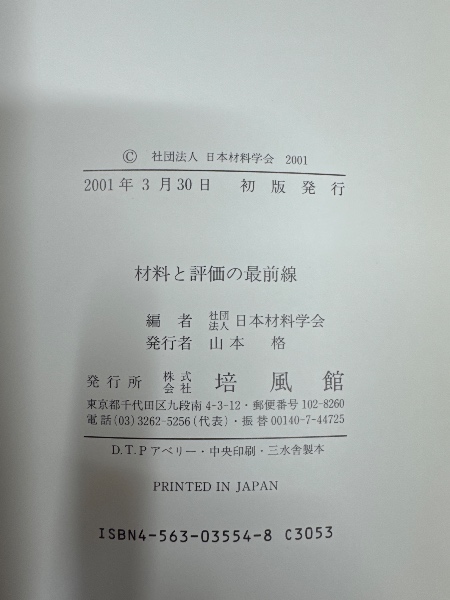 © 社団法人 日本材料学会 2001
2001年3月30日 初版発行
材料と評価の最前線
編者 社団法人 日本材料学会
発行者 山本 格
発行所 株式会社 培風館
東京都千代田区九段南4-3-12・郵便番号102-8260
電話(03)3262-5256(代表)・振替00140-7-44725
D.T.P アベリー・中央印刷・三水舎製本
PRINTED IN JAPAN
ISBN4-563-03554-8 C3053